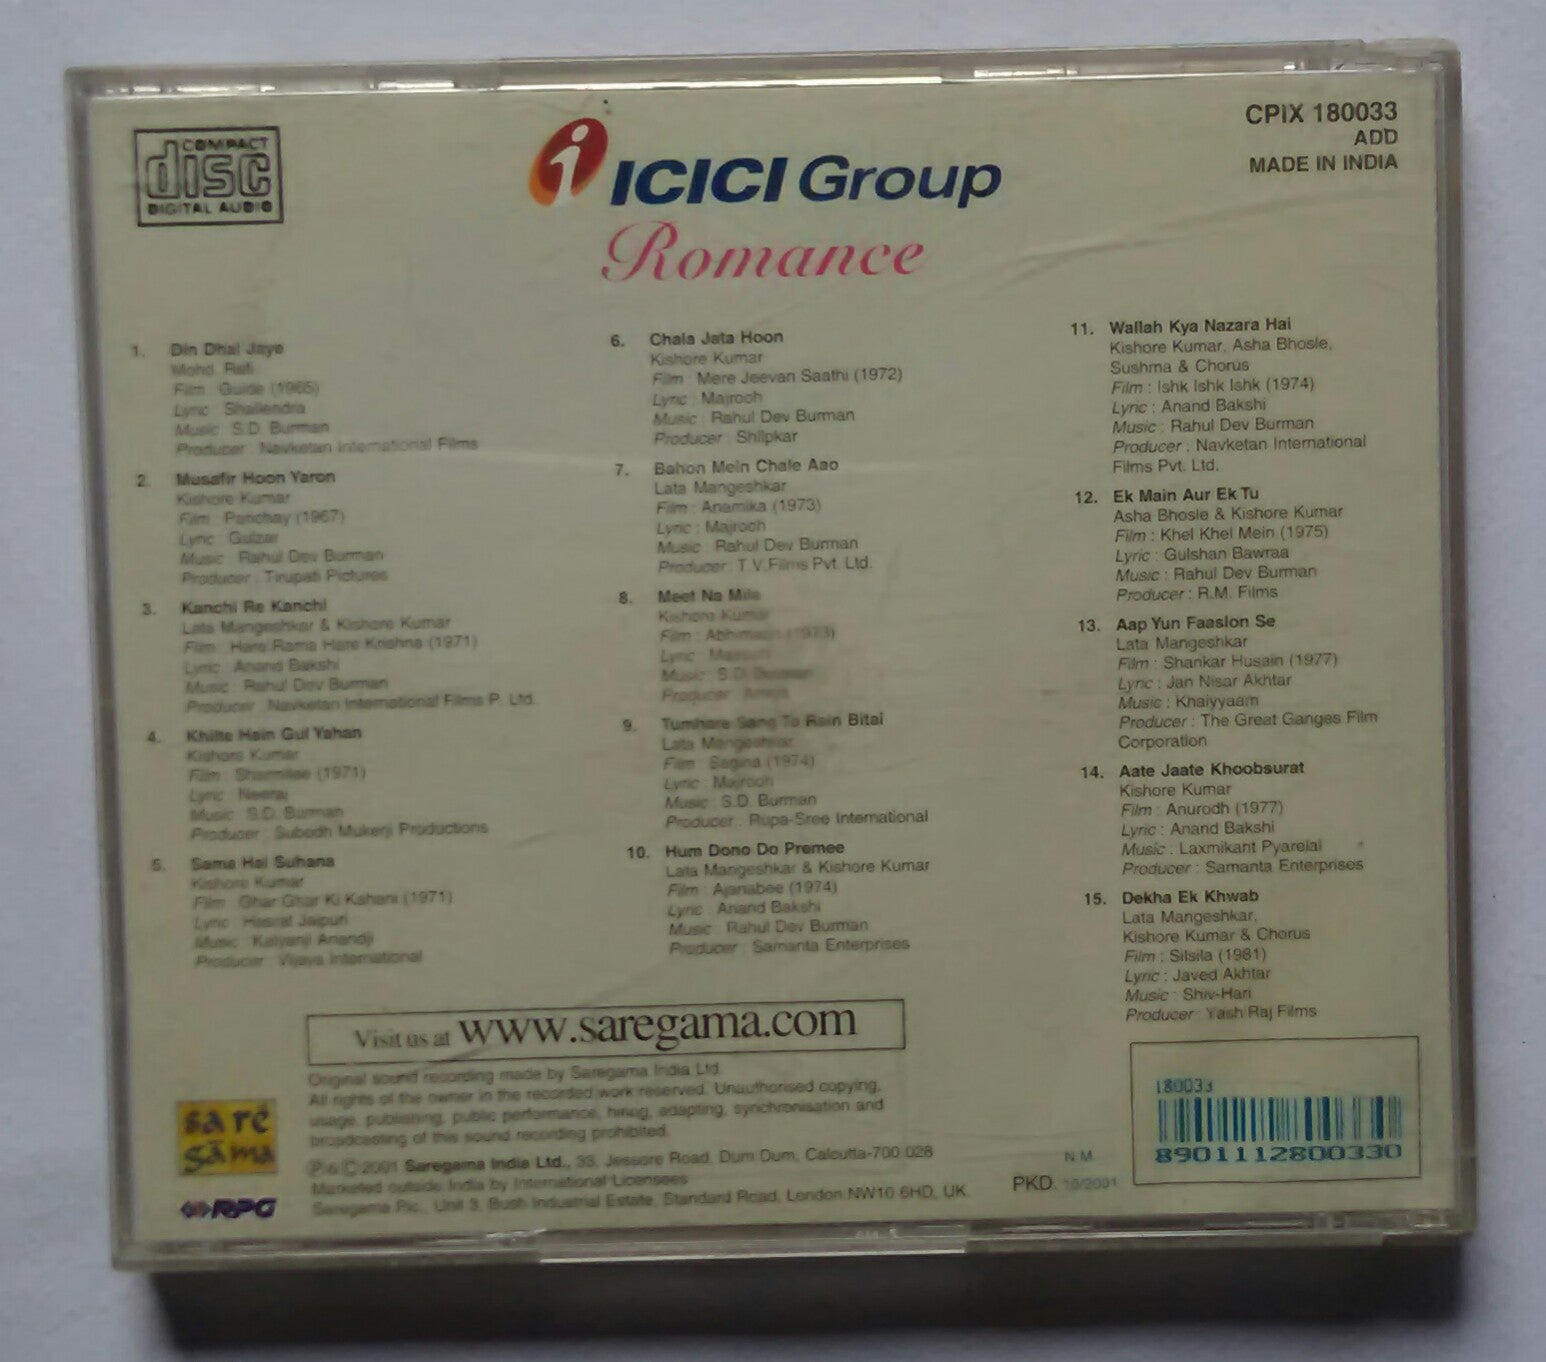 COMPACT
disc
DIGITAL AUDIO
i ICICI Group
Romance
CPIX 180033
ADD
MADE IN INDIA
1. Din Dhal Jaye
Mohd. Rafi
Film : Guide (1965)
Lyric : Shailendra
Music : S.D. Burman
Producer : Navketan International Films
2. Musafir Hoon Yaron
Kishore Kumar
Film : Parichay (1967)
Lyric : Gulzar
Music : Rahul Dev Burman
Producer : Tirupati Pictures
3. Kanchi Re Kanchi
Lata Mangeshkar & Kishore Kumar
Film : Hare Rama Hare Krishna (1971)
Lyric : Anand Bakshi
Music : Rahul Dev Burman
Producer : Navketan International Films P. Ltd.
4. Khilte Hain Gul Yahan
Kishore Kumar
Film : Sharmilee (1971)
Lyric : Neeraj
Music : S.D. Burman
Producer : Subodh Mukerji Productions
5. Sama Hai Suhana
Kishore Kumar
Film : Ghar Ghar Ki Kahani (1971)
Lyric : Hasrat Jaipuri
Music : Kalyanji Anandji
Producer : Vijaya International
6. Chala Jata Hoon
Kishore Kumar
Film : Mere Jeevan Saathi (1972)
Lyric : Majrooh
Music : Rahul Dev Burman
Producer : Shilpkar
7. Bahon Mein Chale Aao
Lata Mangeshkar
Film : Anamika (1973)
Lyric : Majrooh
Music : Rahul Dev Burman
Producer : T.V.Films Pvt. Ltd.
8. Meet Na Mila
Kishore Kumar
Film : Abhimaan (1973)
Lyric : Majrooh
Music : S.D. Burman
Producer : Amiya
9. Tumhare Sang To Rain Bitai
Lata Mangeshkar
Film : Sagina (1974)
Lyric : Majrooh
Music : S.D. Burman
Producer : Rupa-Sree International
10. Hum Dono Do Premee
Lata Mangeshkar & Kishore Kumar
Film : Ajanabee (1974)
Lyric : Anand Bakshi
Music : Rahul Dev Burman
Producer : Samanta Enterprises
11. Wallah Kya Nazara Hai
Kishore Kumar, Asha Bhosle,
Sushma & Chorus
Film : Ishk Ishk Ishk (1974)
Lyric : Anand Bakshi
Music : Rahul Dev Burman
Producer : Navketan International
Films Pvt. Ltd.
12. Ek Main Aur Ek Tu
Asha Bhosle & Kishore Kumar
Film : Khel Khel Mein (1975)
Lyric : Gulshan Bawraa
Music : Rahul Dev Burman
Producer : R.M. Films
13. Aap Yun Faaslon Se
Lata Mangeshkar
Film : Shankar Husain (1977)
Lyric : Jan Nisar Akhtar
Music : Khaiyyaam
Producer : The Great Ganges Film
Corporation
14. Aate Jaate Khoobsurat
Kishore Kumar
Film : Anurodh (1977)
Lyric : Anand Bakshi
Music : Laxmikant Pyarelal
Producer : Samanta Enterprises
15. Dekha Ek Khwab
Lata Mangeshkar,
Kishore Kumar & Chorus
Film : Silsila (1981)
Lyric : Javed Akhtar
Music : Shiv-Hari
Producer : Yash Raj Films
Visit us at www.saregama.com
Original sound recording made by Saregama India Ltd.
All rights of the owner in the recorded work reserved. Unauthorised copying,
usage, publishing, public performance, hiring, adapting, synchronisation and
broadcasting of this sound recording prohibited.
℗ & © 2001 Saregama India Ltd., 33, Jessore Road, Dum Dum, Calcutta-700 028
Marketed outside India by International Licensees
Saregama Plc., Unit 3, Bush Industrial Estate, Standard Road, London NW10 6HD, UK.
sa re
gā ma
RPG
N.M.
PKD. 10/2001
180033
8901112800330